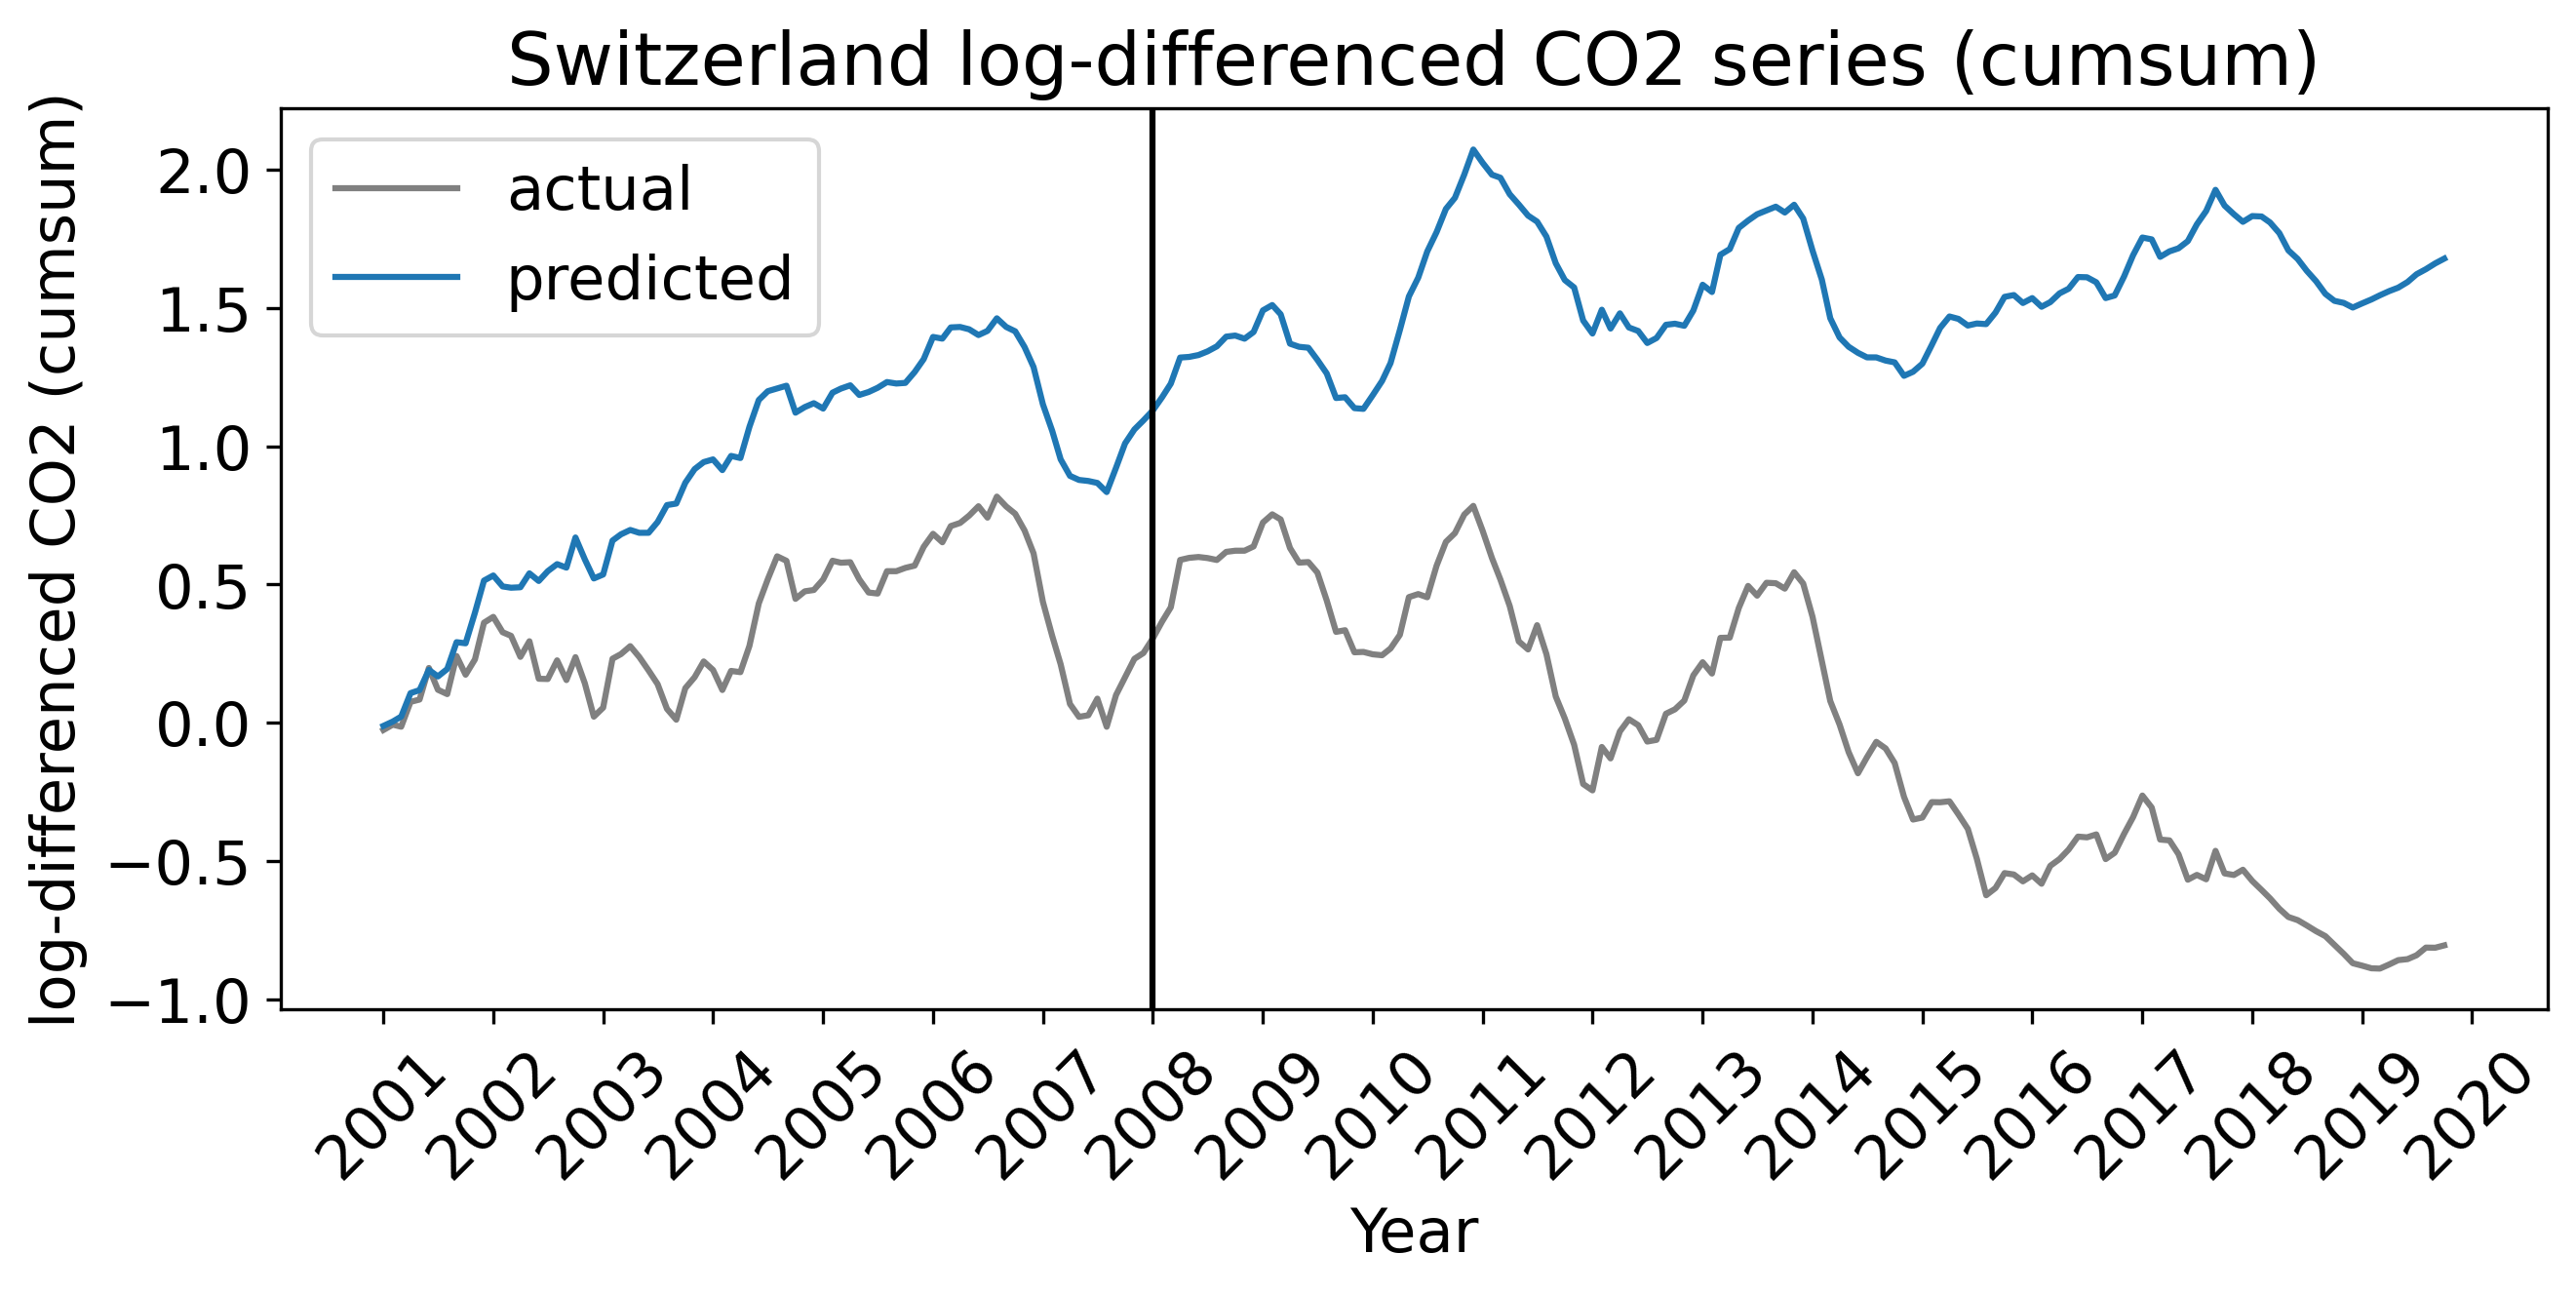 Switzerland log-differenced CO2 series (cumsum)
log-differenced CO2 (cumsum)
2.0
1.5
1.0
0.5
0.0
−0.5
−1.0
actual
predicted
2001 2002 2003 2004 2005 2006 2007 2008 2009 2010 2011 2012 2013 2014 2015 2016 2017 2018 2019 2020
Year